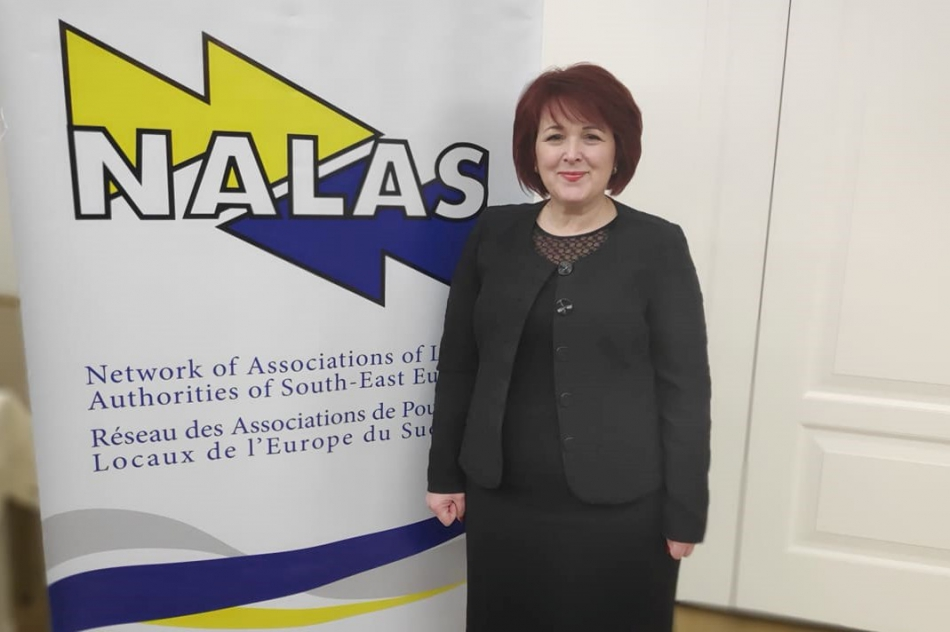 NALAS
Network of Associations of
Authorities of South-East
Réseau des Associations de
Locaux de l'Europe du